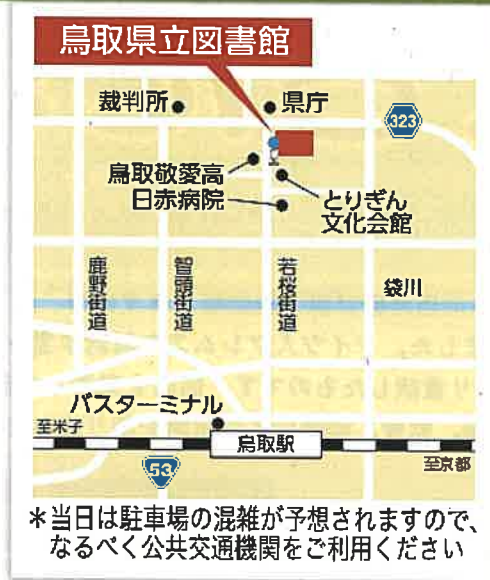 鳥取県立図書館
裁判所
県庁
323
鳥取敬愛高
日赤病院
とりぎん
文化会館
鹿野街道
智頭街道
若桜街道
袋川
バスターミナル
至米子
鳥取駅
至京都
53
*当日は駐車場の混雑が予想されますので、
なるべく公共交通機関をご利用ください